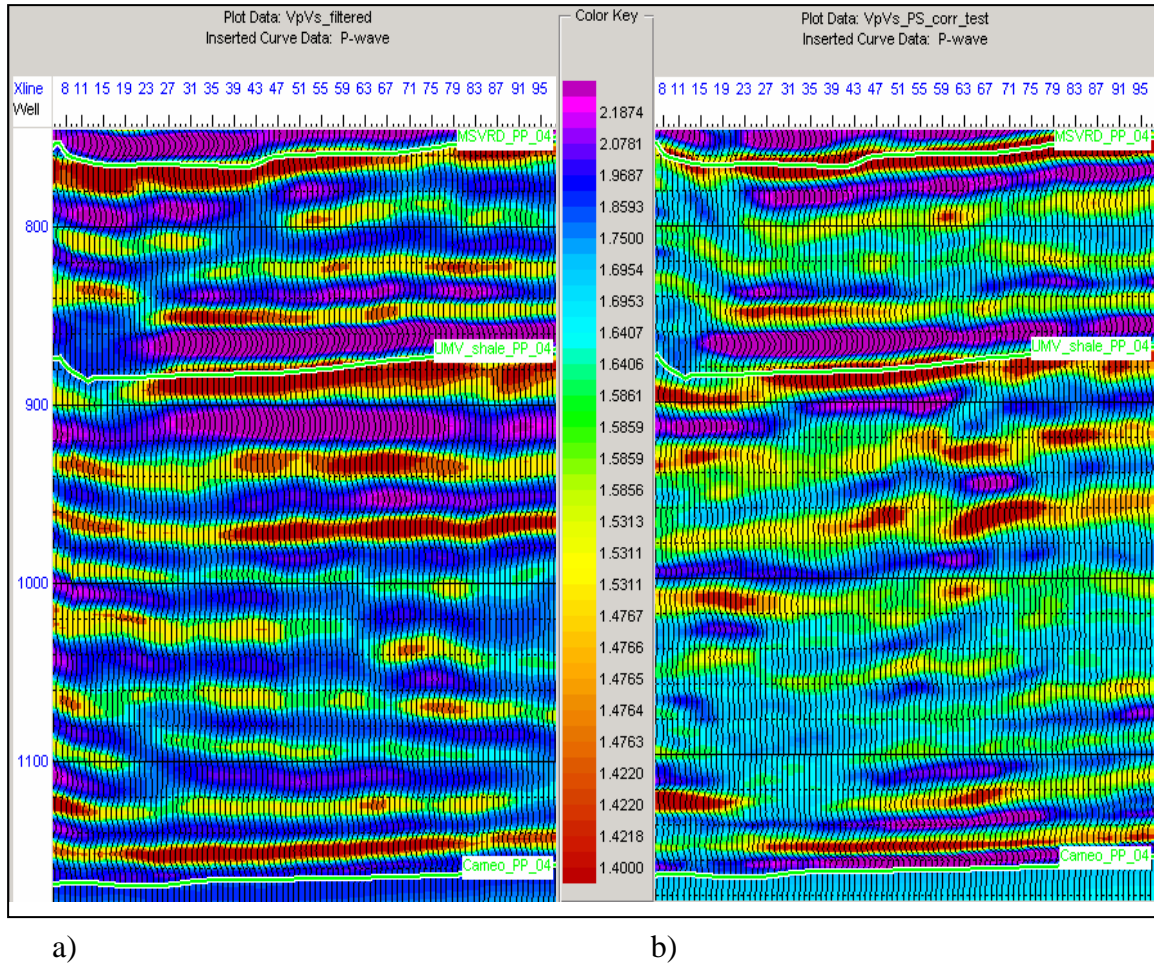 Plot Data: VpVs_filtered
Inserted Curve Data: P-wave
Xline 8 11 15 19 23 27 31 35 39 43 47 51 55 59 63 67 71 75 79 83 87 91 95
Well
MSVRD_PP_04
800
UMV_shale_PP_04
900
1000
1100
Cameo_PP_04
Color Key
2.1874
2.0781
1.9687
1.8593
1.7500
1.6954
1.6953
1.6407
1.6406
1.5861
1.5859
1.5859
1.5856
1.5313
1.5311
1.5311
1.4767
1.4766
1.4765
1.4764
1.4763
1.4220
1.4220
1.4218
1.4000
Plot Data: VpVs_PS_corr_test
Inserted Curve Data: P-wave
8 11 15 19 23 27 31 35 39 43 47 51 55 59 63 67 71 75 79 83 87 91 95
MSVRD_PP_04
UMV_shale_PP_04
Cameo_PP_04
a) b)